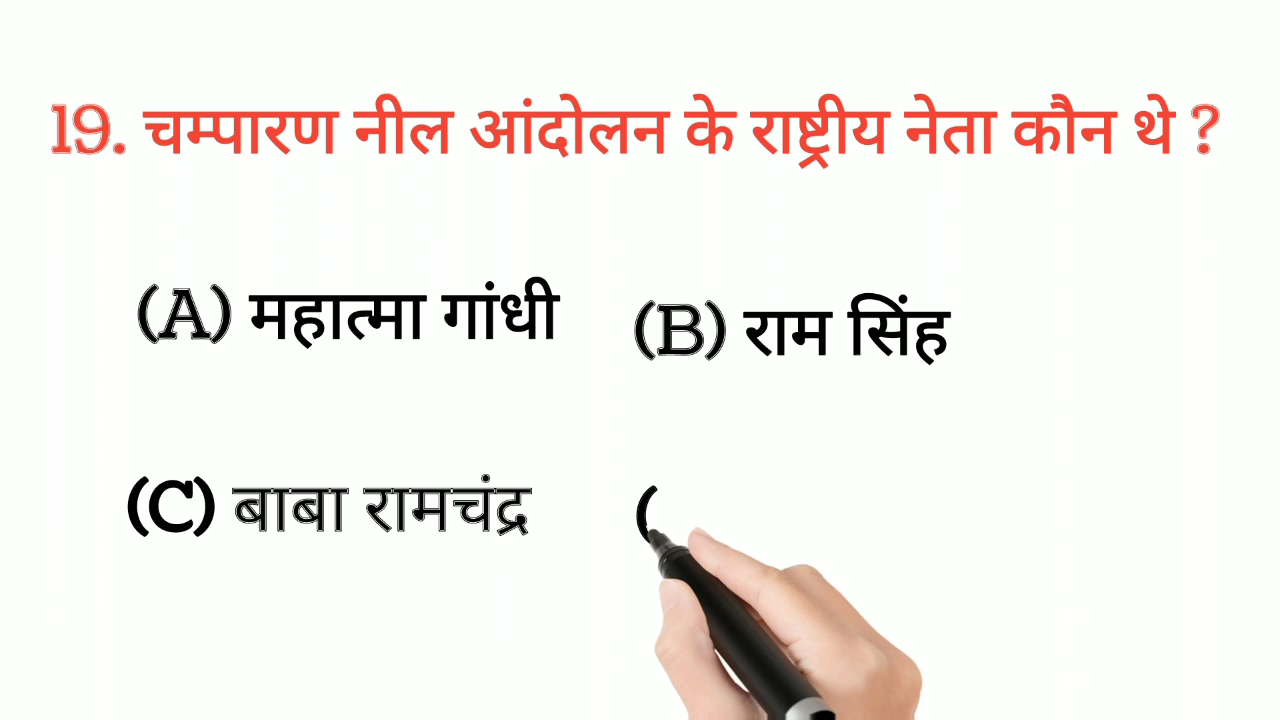 19. चम्पारण नील आंदोलन के राष्ट्रीय नेता कौन थे ?
(A) महात्मा गांधी (B) राम सिंह
(C) बाबा रामचंद्र (